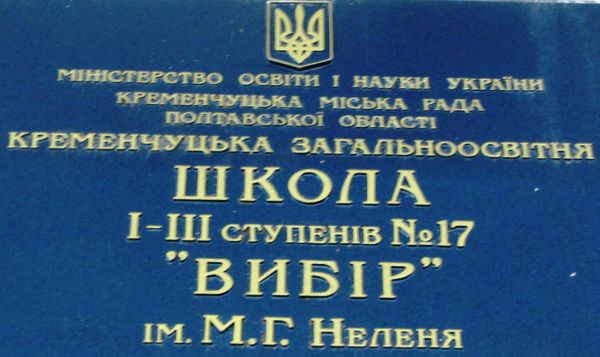 МІНІСТЕРСТВО ОСВІТИ І НАУКИ УКРАЇНИ
КРЕМЕНЧУЦЬКА МІСЬКА РАДА
ПОЛТАВСЬКОЇ ОБЛАСТІ
КРЕМЕНЧУЦЬКА ЗАГАЛЬНООСВІТНЯ
ШКОЛА
І-ІІІ СТУПЕНІВ №17
"ВИБІР"
ІМ. М.Г. НЕЛЕНЯ